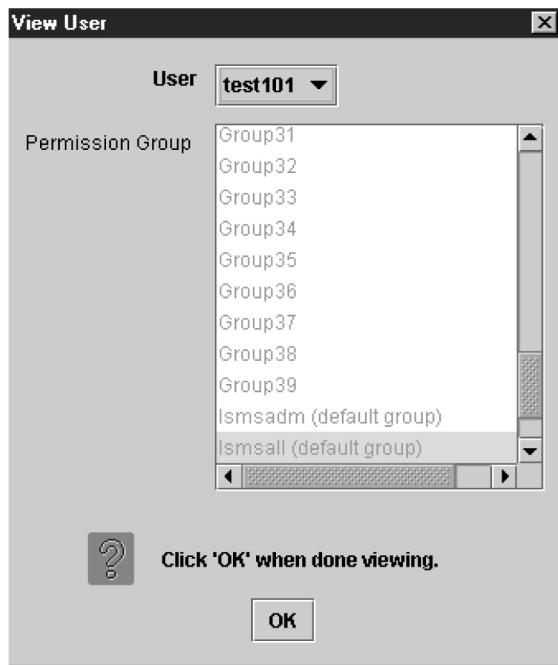 View User
User
test101
Permission Group
Group31
Group32
Group33
Group34
Group35
Group36
Group37
Group38
Group39
lsmsadm (default group)
lsmsall (default group)
Click 'OK' when done viewing.
OK